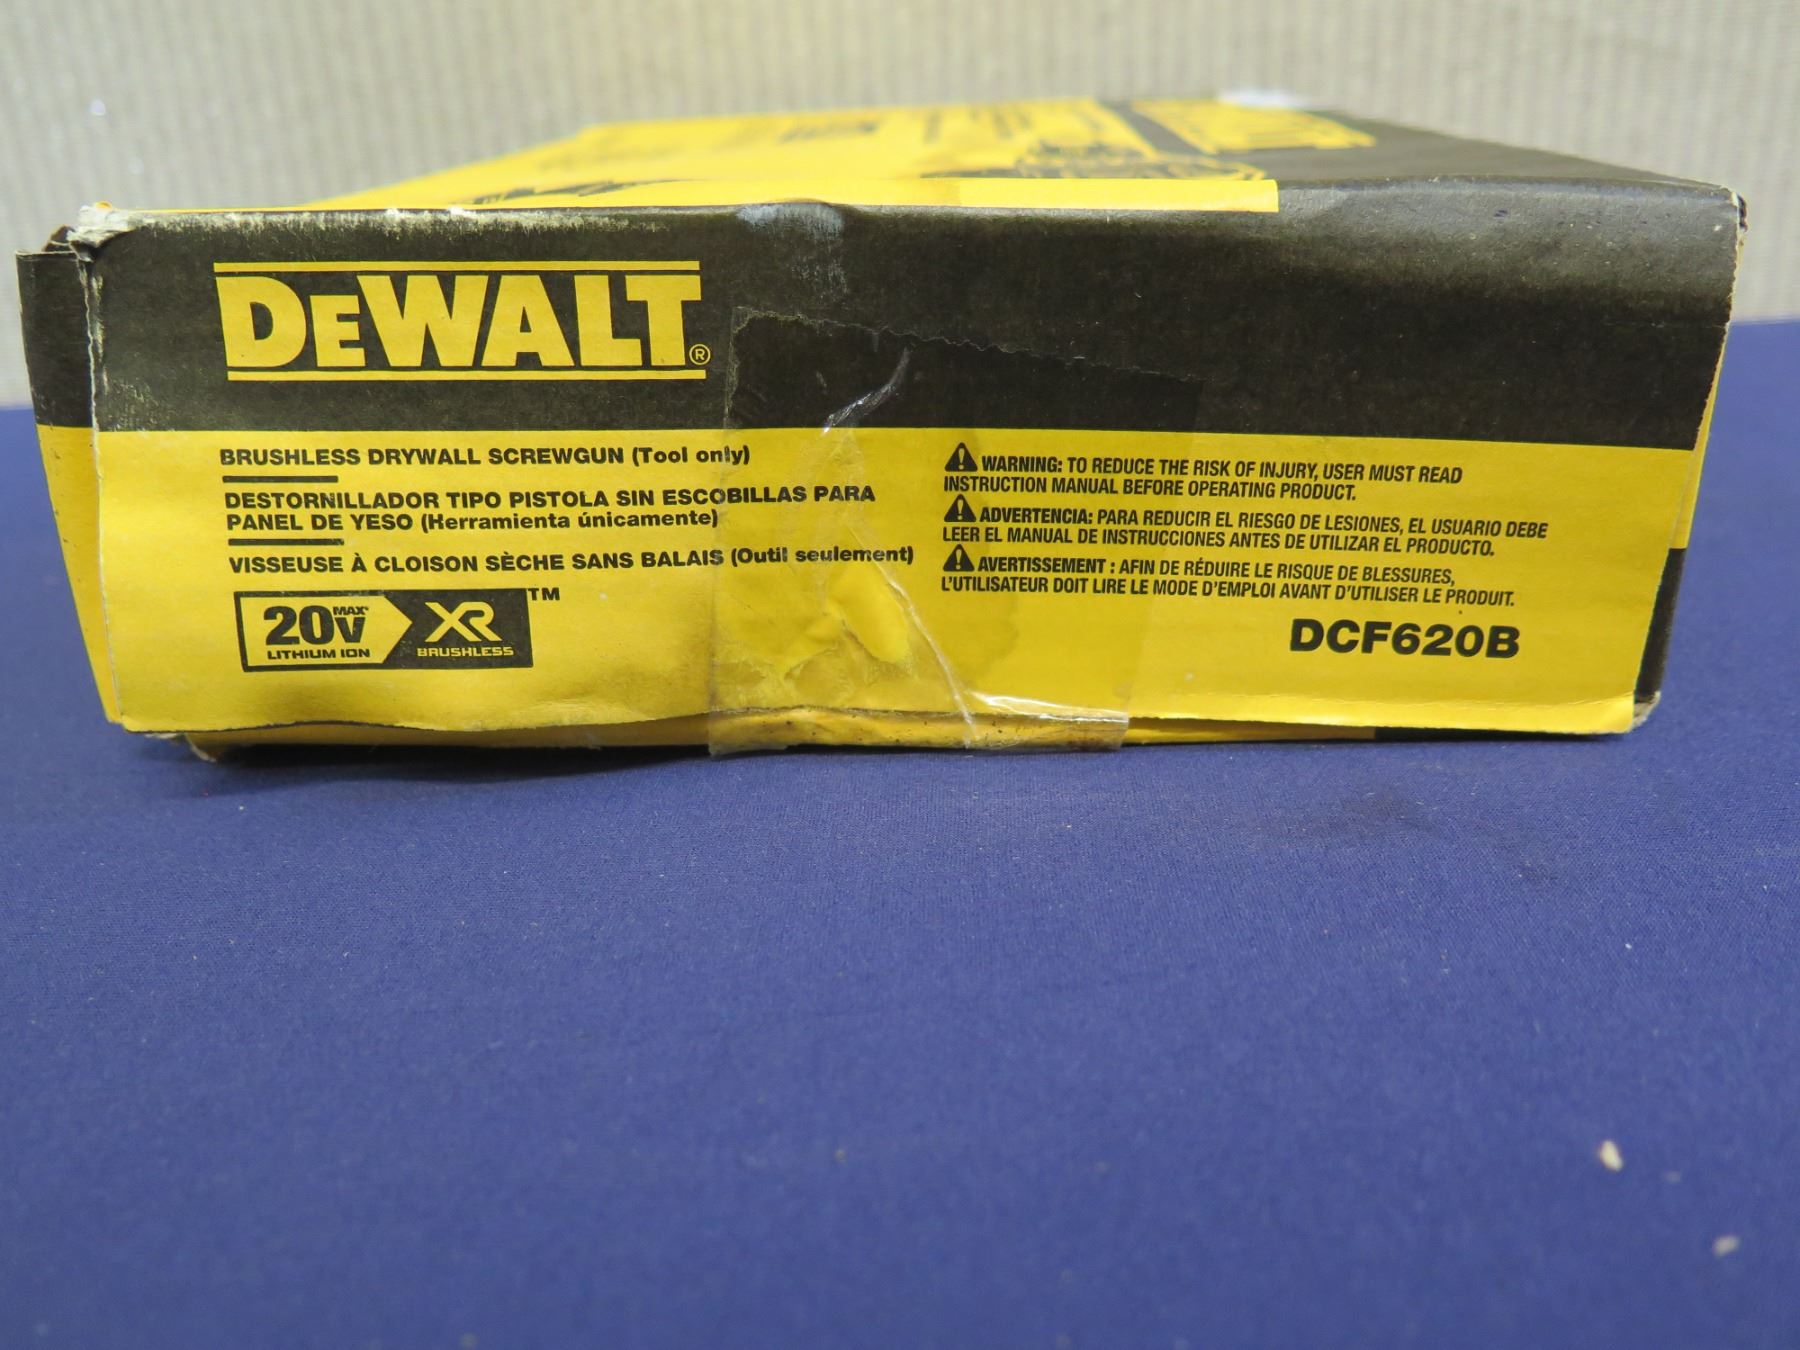 DEWALT®
BRUSHLESS DRYWALL SCREWGUN (Tool only)
DESTORNILLADOR TIPO PISTOLA SIN ESCOBILLAS PARA
PANEL DE YESO (Herramienta únicamente)
VISSEUSE À CLOISON SÈCHE SANS BALAIS (Outil seulement)
20V MAX*
LITHIUM ION
XR™
BRUSHLESS
WARNING: TO REDUCE THE RISK OF INJURY, USER MUST READ
INSTRUCTION MANUAL BEFORE OPERATING PRODUCT.
ADVERTENCIA: PARA REDUCIR EL RIESGO DE LESIONES, EL USUARIO DEBE
LEER EL MANUAL DE INSTRUCCIONES ANTES DE UTILIZAR EL PRODUCTO.
AVERTISSEMENT : AFIN DE RÉDUIRE LE RISQUE DE BLESSURES,
L'UTILISATEUR DOIT LIRE LE MODE D'EMPLOI AVANT D'UTILISER LE PRODUIT.
DCF620B